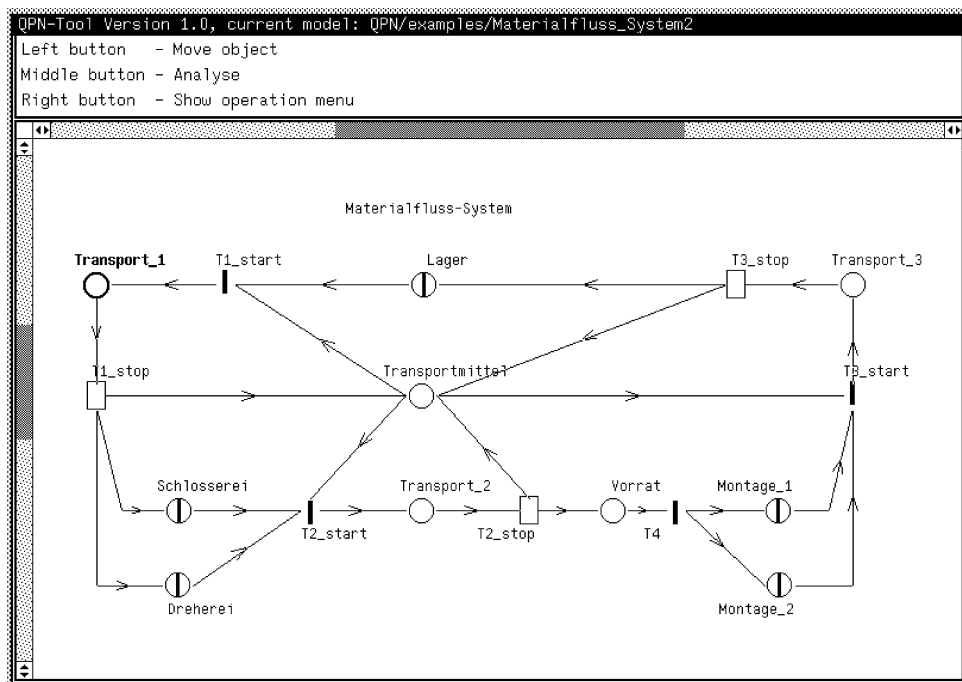 QPN-Tool Version 1.0, current model: QPN/examples/Materialfluss_System2
Left button - Move object
Middle button - Analyse
Right button - Show operation menu
Materialfluss-System
Transport_1 T1_start Lager T3_stop Transport_3
T1_stop Transportmittel T3_start
Schlosserei Transport_2 Vorrat Montage_1
T2_start T2_stop T4
Dreherei Montage_2